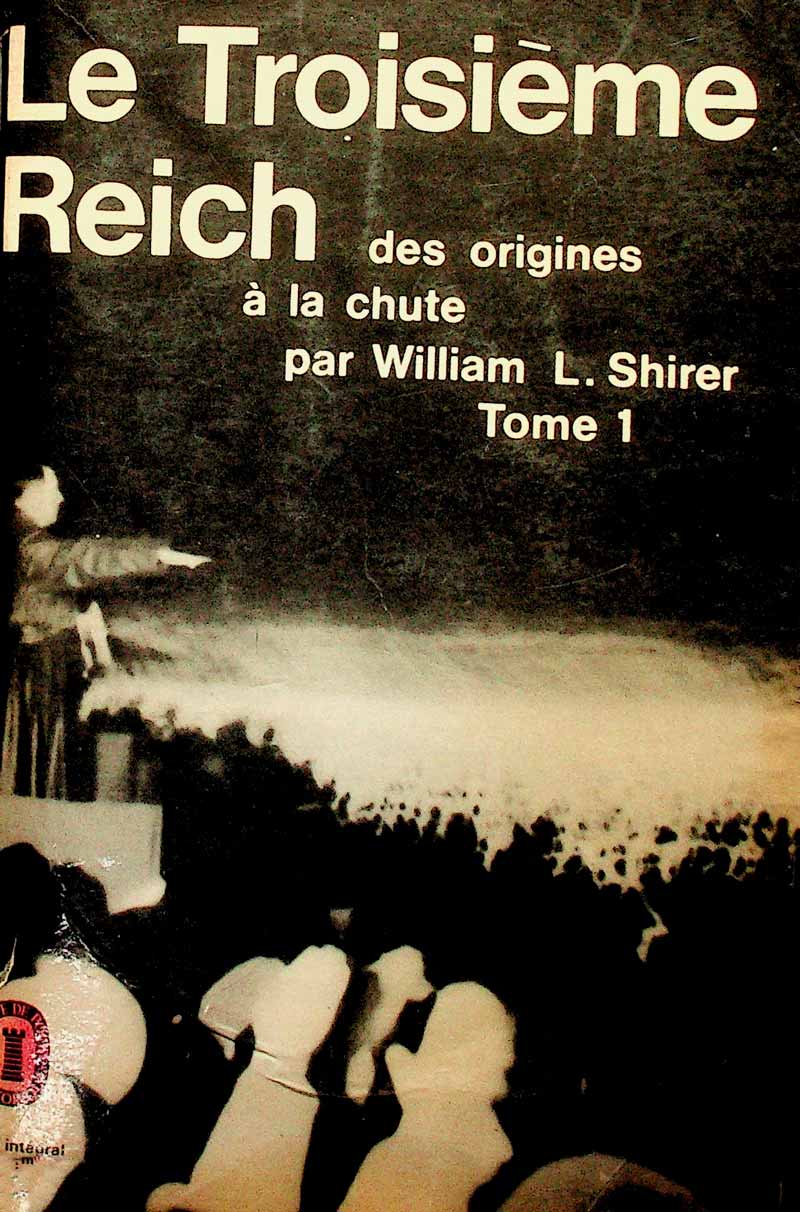 Le Troisième
Reich
des origines
à la chute
par William L. Shirer
Tome 1
intégral